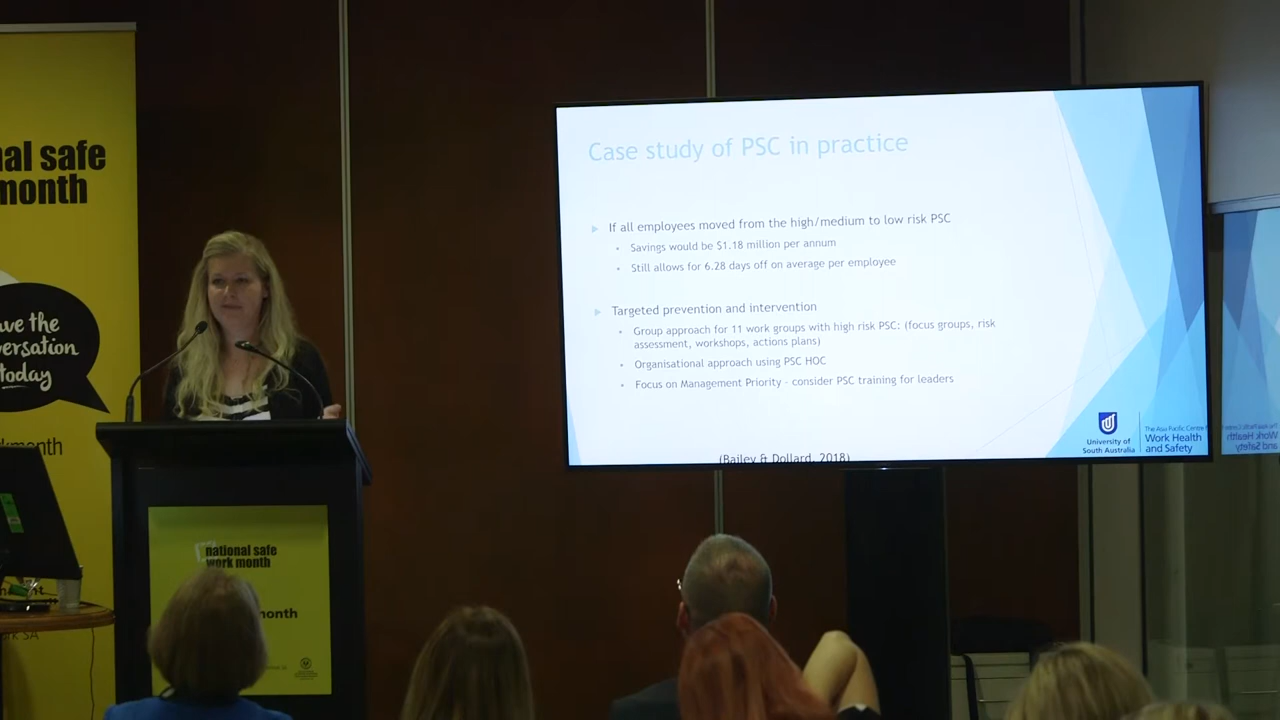 nal safe
month
ve the
ersation
today
kmonth
national safe
work month
month
rk SA
Case study of PSC in practice
If all employees moved from the high/medium to low risk PSC
Savings would be $1.18 million per annum
Still allows for 6.28 days off on average per employee
Targeted prevention and intervention
Group approach for 11 work groups with high risk PSC: (focus groups, risk
assessment, workshops, actions plans)
Organisational approach using PSC HOC
Focus on Management Priority - consider PSC training for leaders
(Bailey & Dollard, 2018)
University of
South Australia
The Asia Pacific Centre
Work Health
and Safety